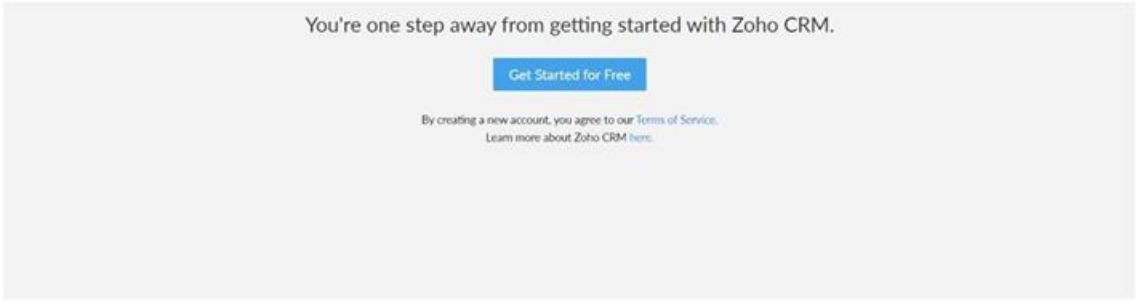 You're one step away from getting started with Zoho CRM.
Get Started for Free
By creating a new account, you agree to our Terms of Service.
Learn more about Zoho CRM here.